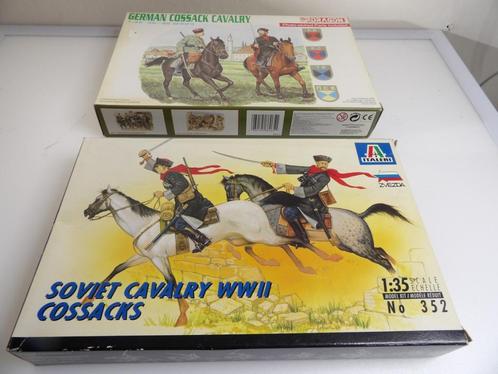 GERMAN COSSACK CAVALRY
DRAGON
ITALERI
ZVEZDA
SOVIET CAVALRY WWII
COSSACKS
1:35 SCALE
ECHELLE
MODEL KIT / MODELE REDUIT
No 352